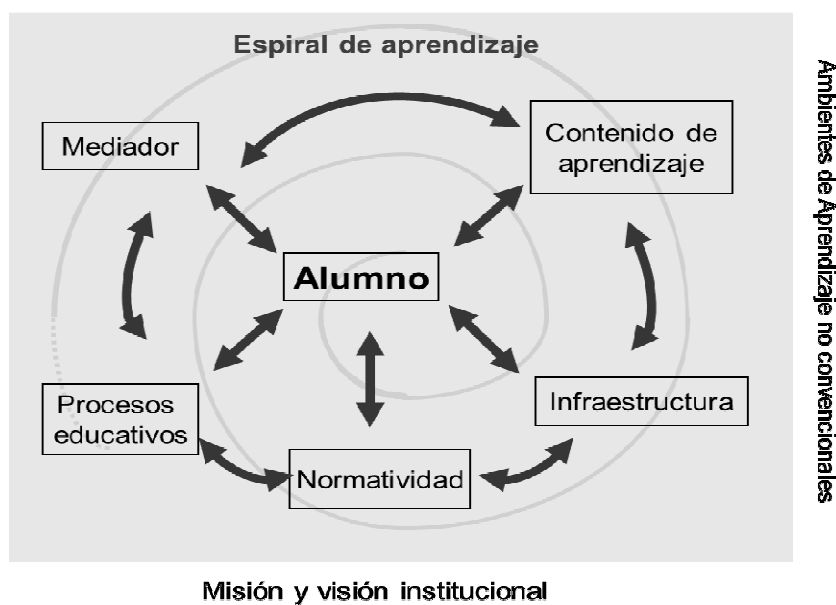 Espiral de aprendizaje
Mediador
Contenido de
aprendizaje
Alumno
Procesos
educativos
Infraestructura
Normatividad
Ambientes de Aprendizaje no convencionales
Misión y visión institucional